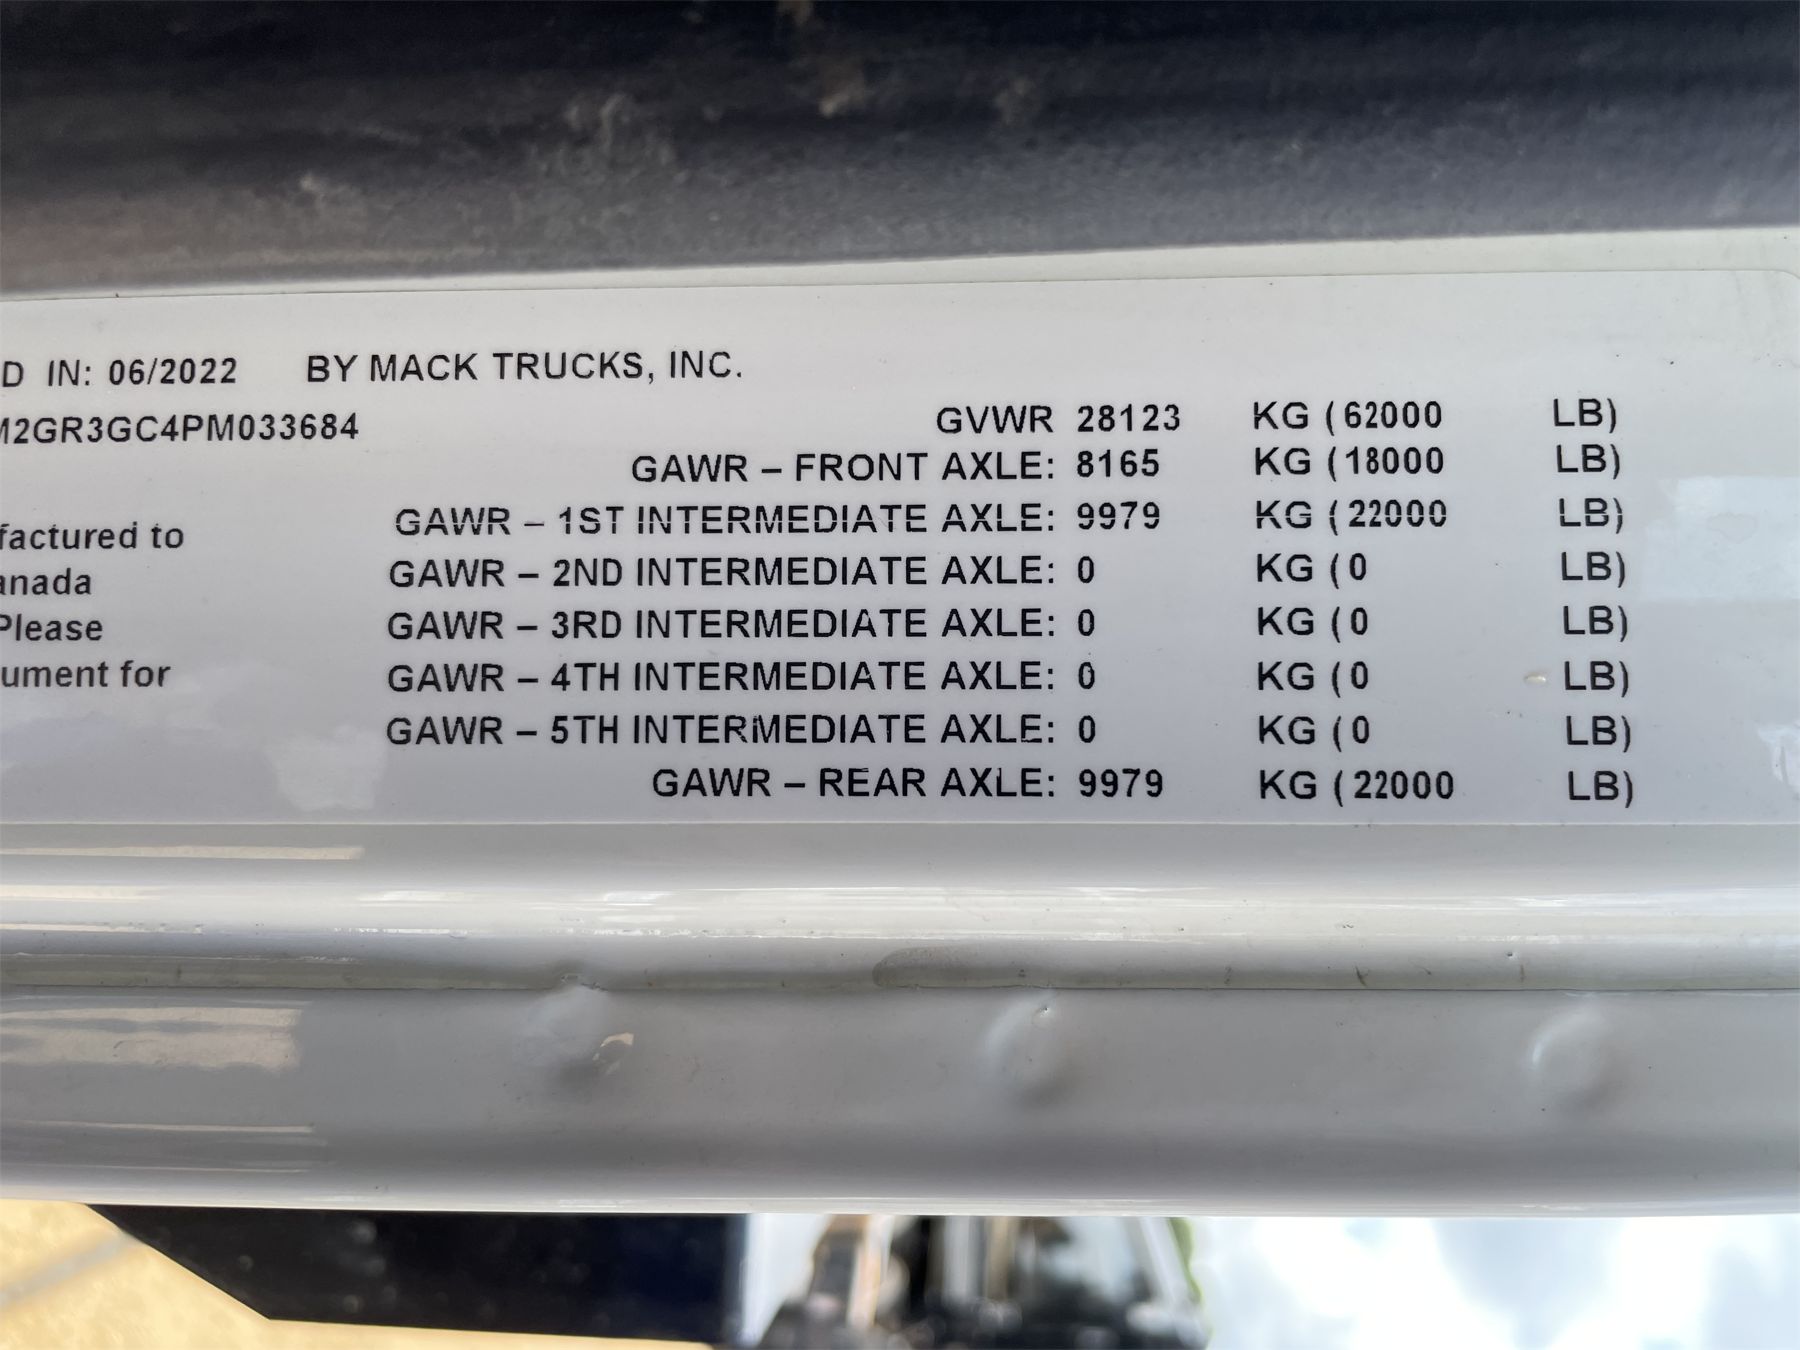 D IN: 06/2022 BY MACK TRUCKS, INC.
M2GR3GC4PM033684
GVWR 28123 KG (62000 LB)
GAWR – FRONT AXLE: 8165 KG (18000 LB)
GAWR – 1ST INTERMEDIATE AXLE: 9979 KG (22000 LB)
factured to
GAWR – 2ND INTERMEDIATE AXLE: 0 KG (0 LB)
anada
GAWR – 3RD INTERMEDIATE AXLE: 0 KG (0 LB)
Please
GAWR – 4TH INTERMEDIATE AXLE: 0 KG (0 LB)
ument for
GAWR – 5TH INTERMEDIATE AXLE: 0 KG (0 LB)
GAWR – REAR AXLE: 9979 KG (22000 LB)